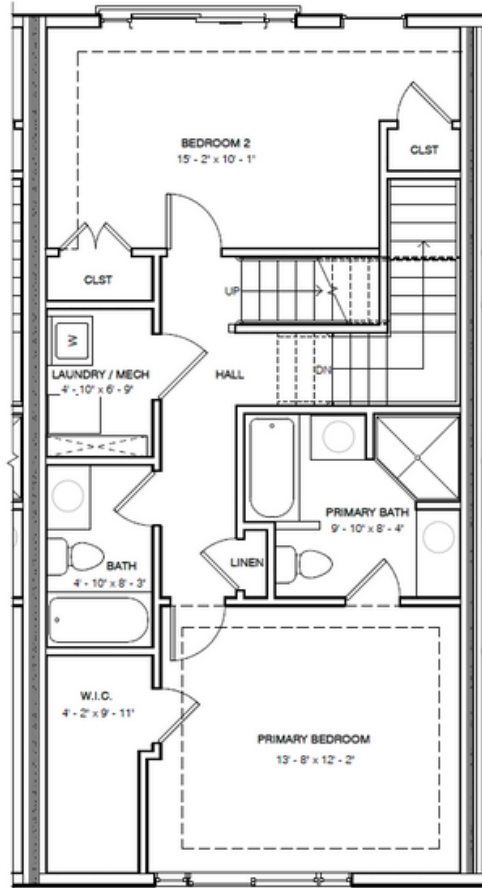 BEDROOM 2
15' - 2" x 10' - 1"
CLST
CLST
UP
W
LAUNDRY / MECH
4' - 10" x 6' - 9"
HALL
DN
PRIMARY BATH
9' - 10" x 8' - 4"
LINEN
BATH
4' - 10" x 8' - 3"
W.I.C.
4' - 2" x 9' - 11"
PRIMARY BEDROOM
13' - 8" x 12' - 2"